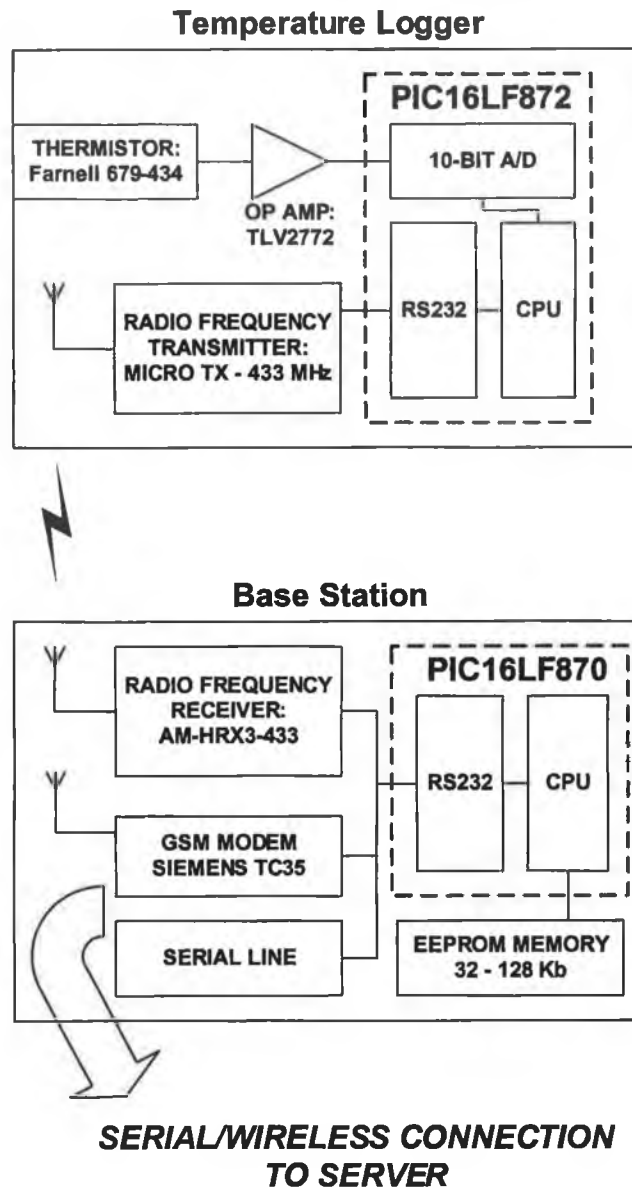 Temperature Logger
PIC16LF872
THERMISTOR:
Farnell 679-434
10-BIT A/D
OP AMP:
TLV2772
RADIO FREQUENCY
TRANSMITTER:
MICRO TX - 433 MHz
RS232
CPU
Base Station
PIC16LF870
RADIO FREQUENCY
RECEIVER:
AM-HRX3-433
RS232
CPU
GSM MODEM
SIEMENS TC35
SERIAL LINE
EEPROM MEMORY
32 - 128 Kb
SERIAL/WIRELESS CONNECTION
TO SERVER